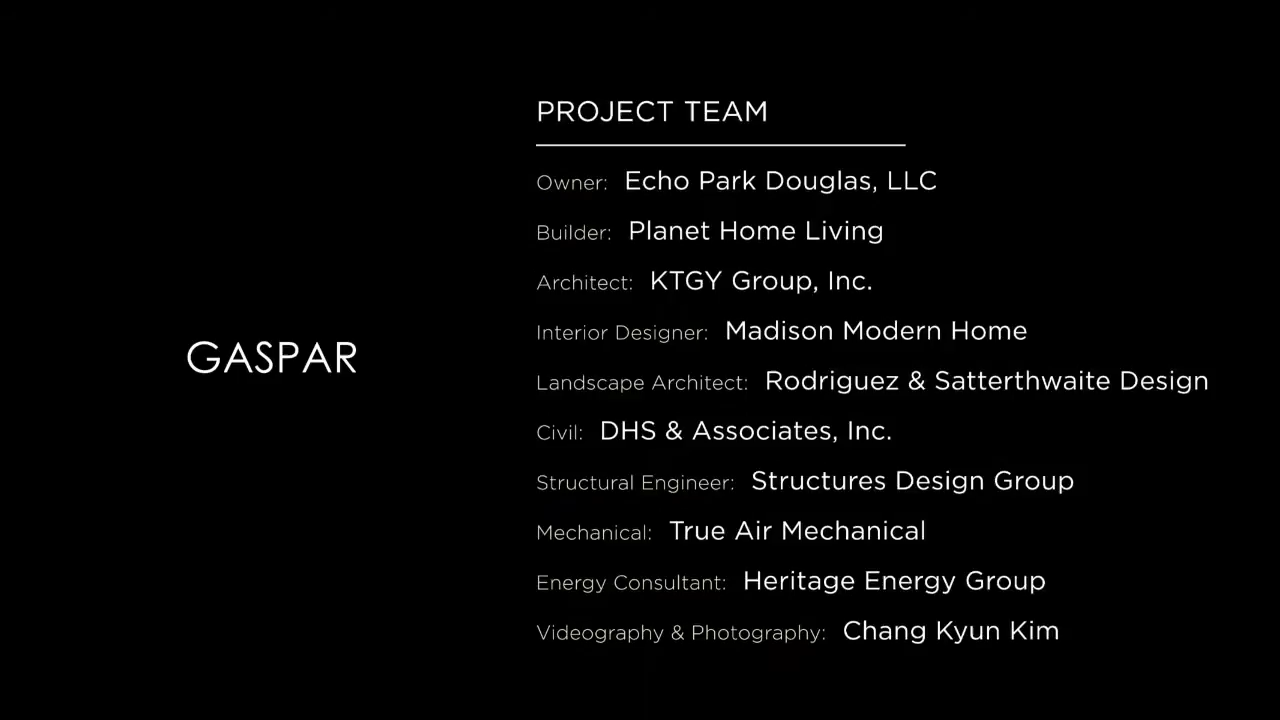 PROJECT TEAM
Owner: Echo Park Douglas, LLC
Builder: Planet Home Living
Architect: KTGY Group, Inc.
Interior Designer: Madison Modern Home
GASPAR
Landscape Architect: Rodriguez & Satterthwaite Design
Civil: DHS & Associates, Inc.
Structural Engineer: Structures Design Group
Mechanical: True Air Mechanical
Energy Consultant: Heritage Energy Group
Videography & Photography: Chang Kyun Kim